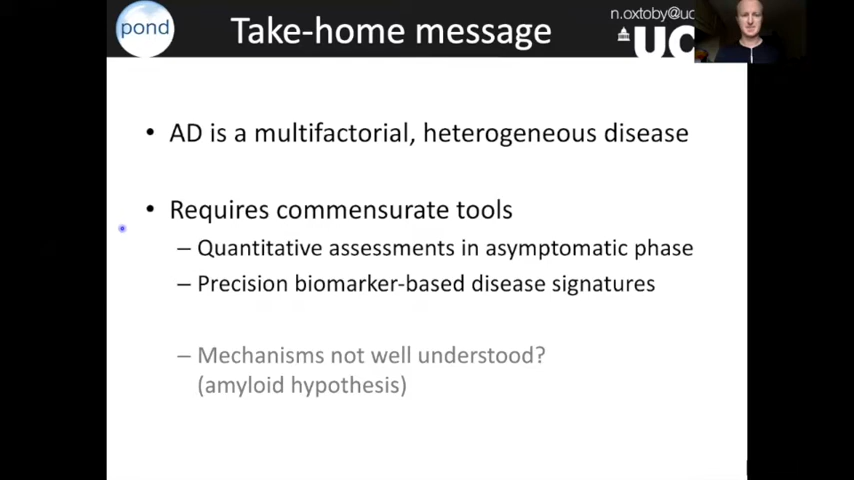 pond
Take-home message
n.oxtoby@uc
UC
• AD is a multifactorial, heterogeneous disease
• Requires commensurate tools
– Quantitative assessments in asymptomatic phase
– Precision biomarker-based disease signatures
– Mechanisms not well understood?
(amyloid hypothesis)